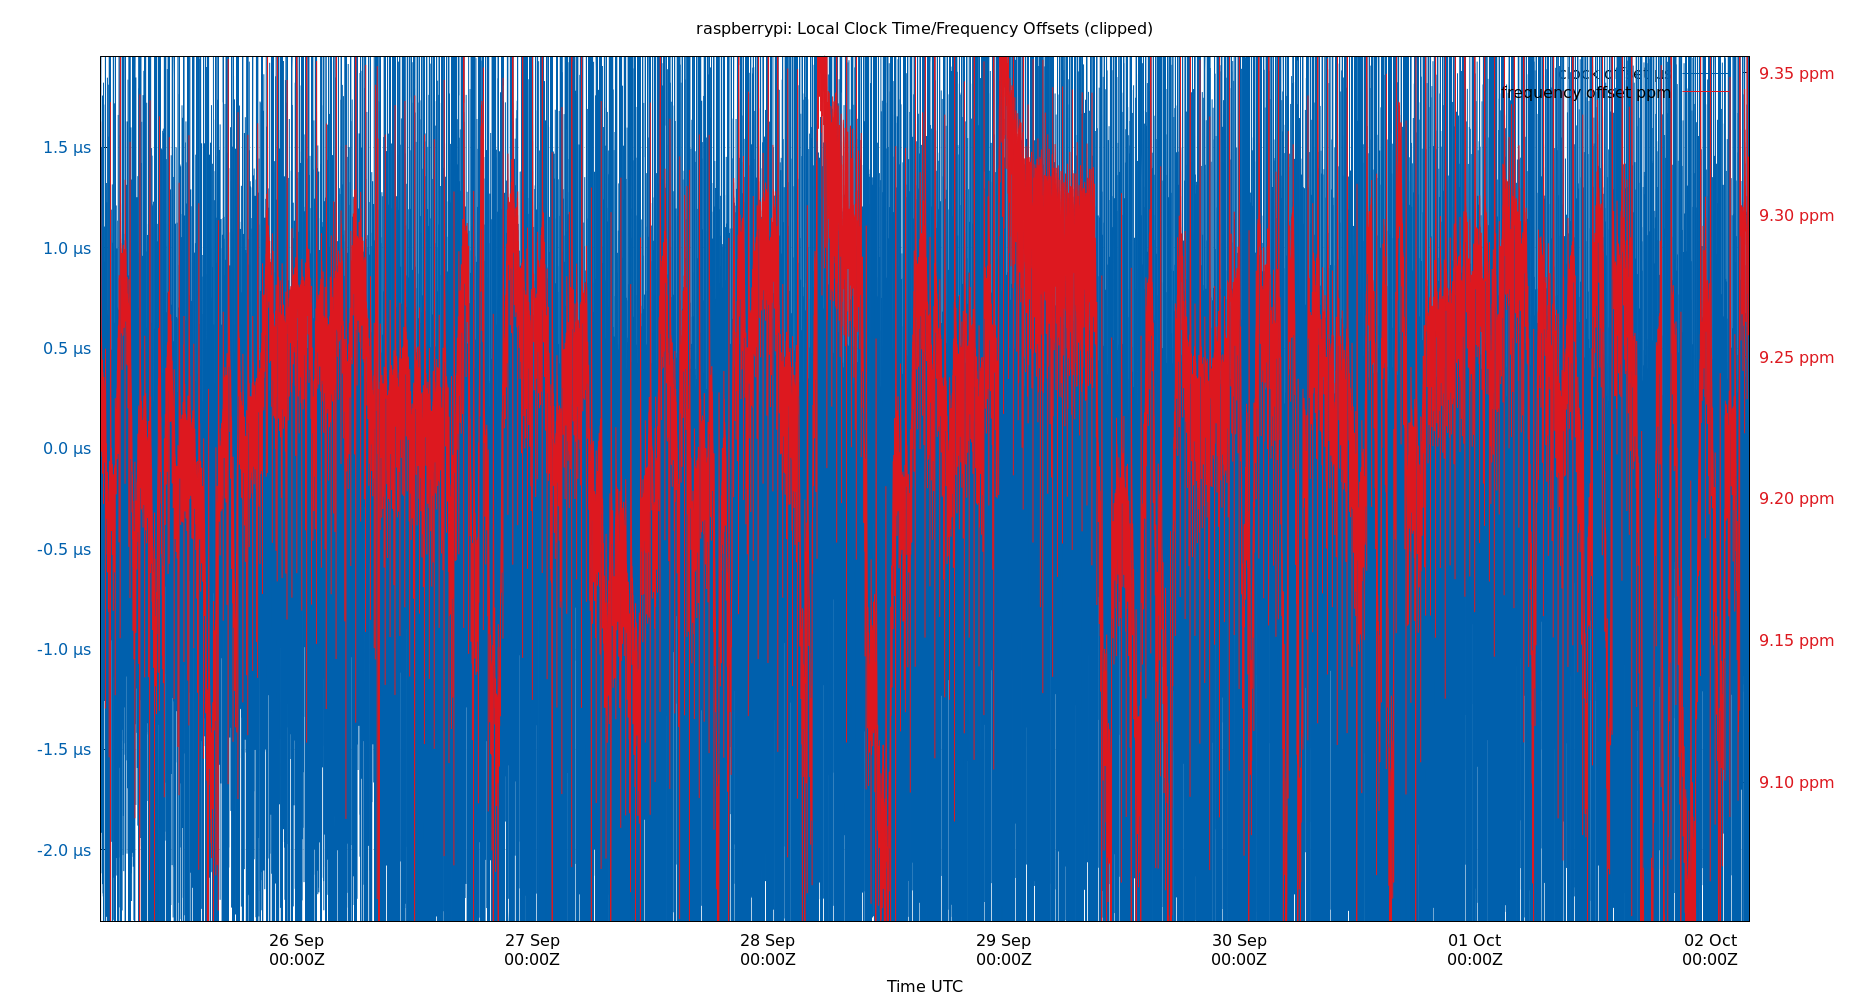 raspberrypi: Local Clock Time/Frequency Offsets (clipped)
clock offset µs
frequency offset ppm
1.5 µs
1.0 µs
0.5 µs
0.0 µs
-0.5 µs
-1.0 µs
-1.5 µs
-2.0 µs
9.35 ppm
9.30 ppm
9.25 ppm
9.20 ppm
9.15 ppm
9.10 ppm
26 Sep
00:00Z
27 Sep
00:00Z
28 Sep
00:00Z
29 Sep
00:00Z
30 Sep
00:00Z
01 Oct
00:00Z
02 Oct
00:00Z
Time UTC